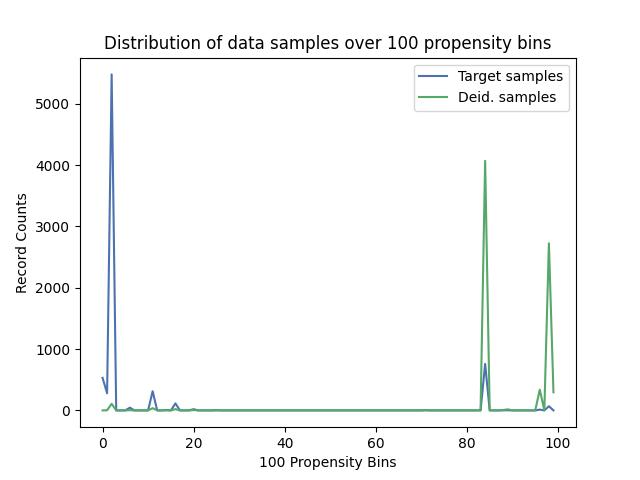 Distribution of data samples over 100 propensity bins
Target samples
Deid. samples
5000
4000
3000
2000
1000
0
Record Counts
0 20 40 60 80 100
100 Propensity Bins